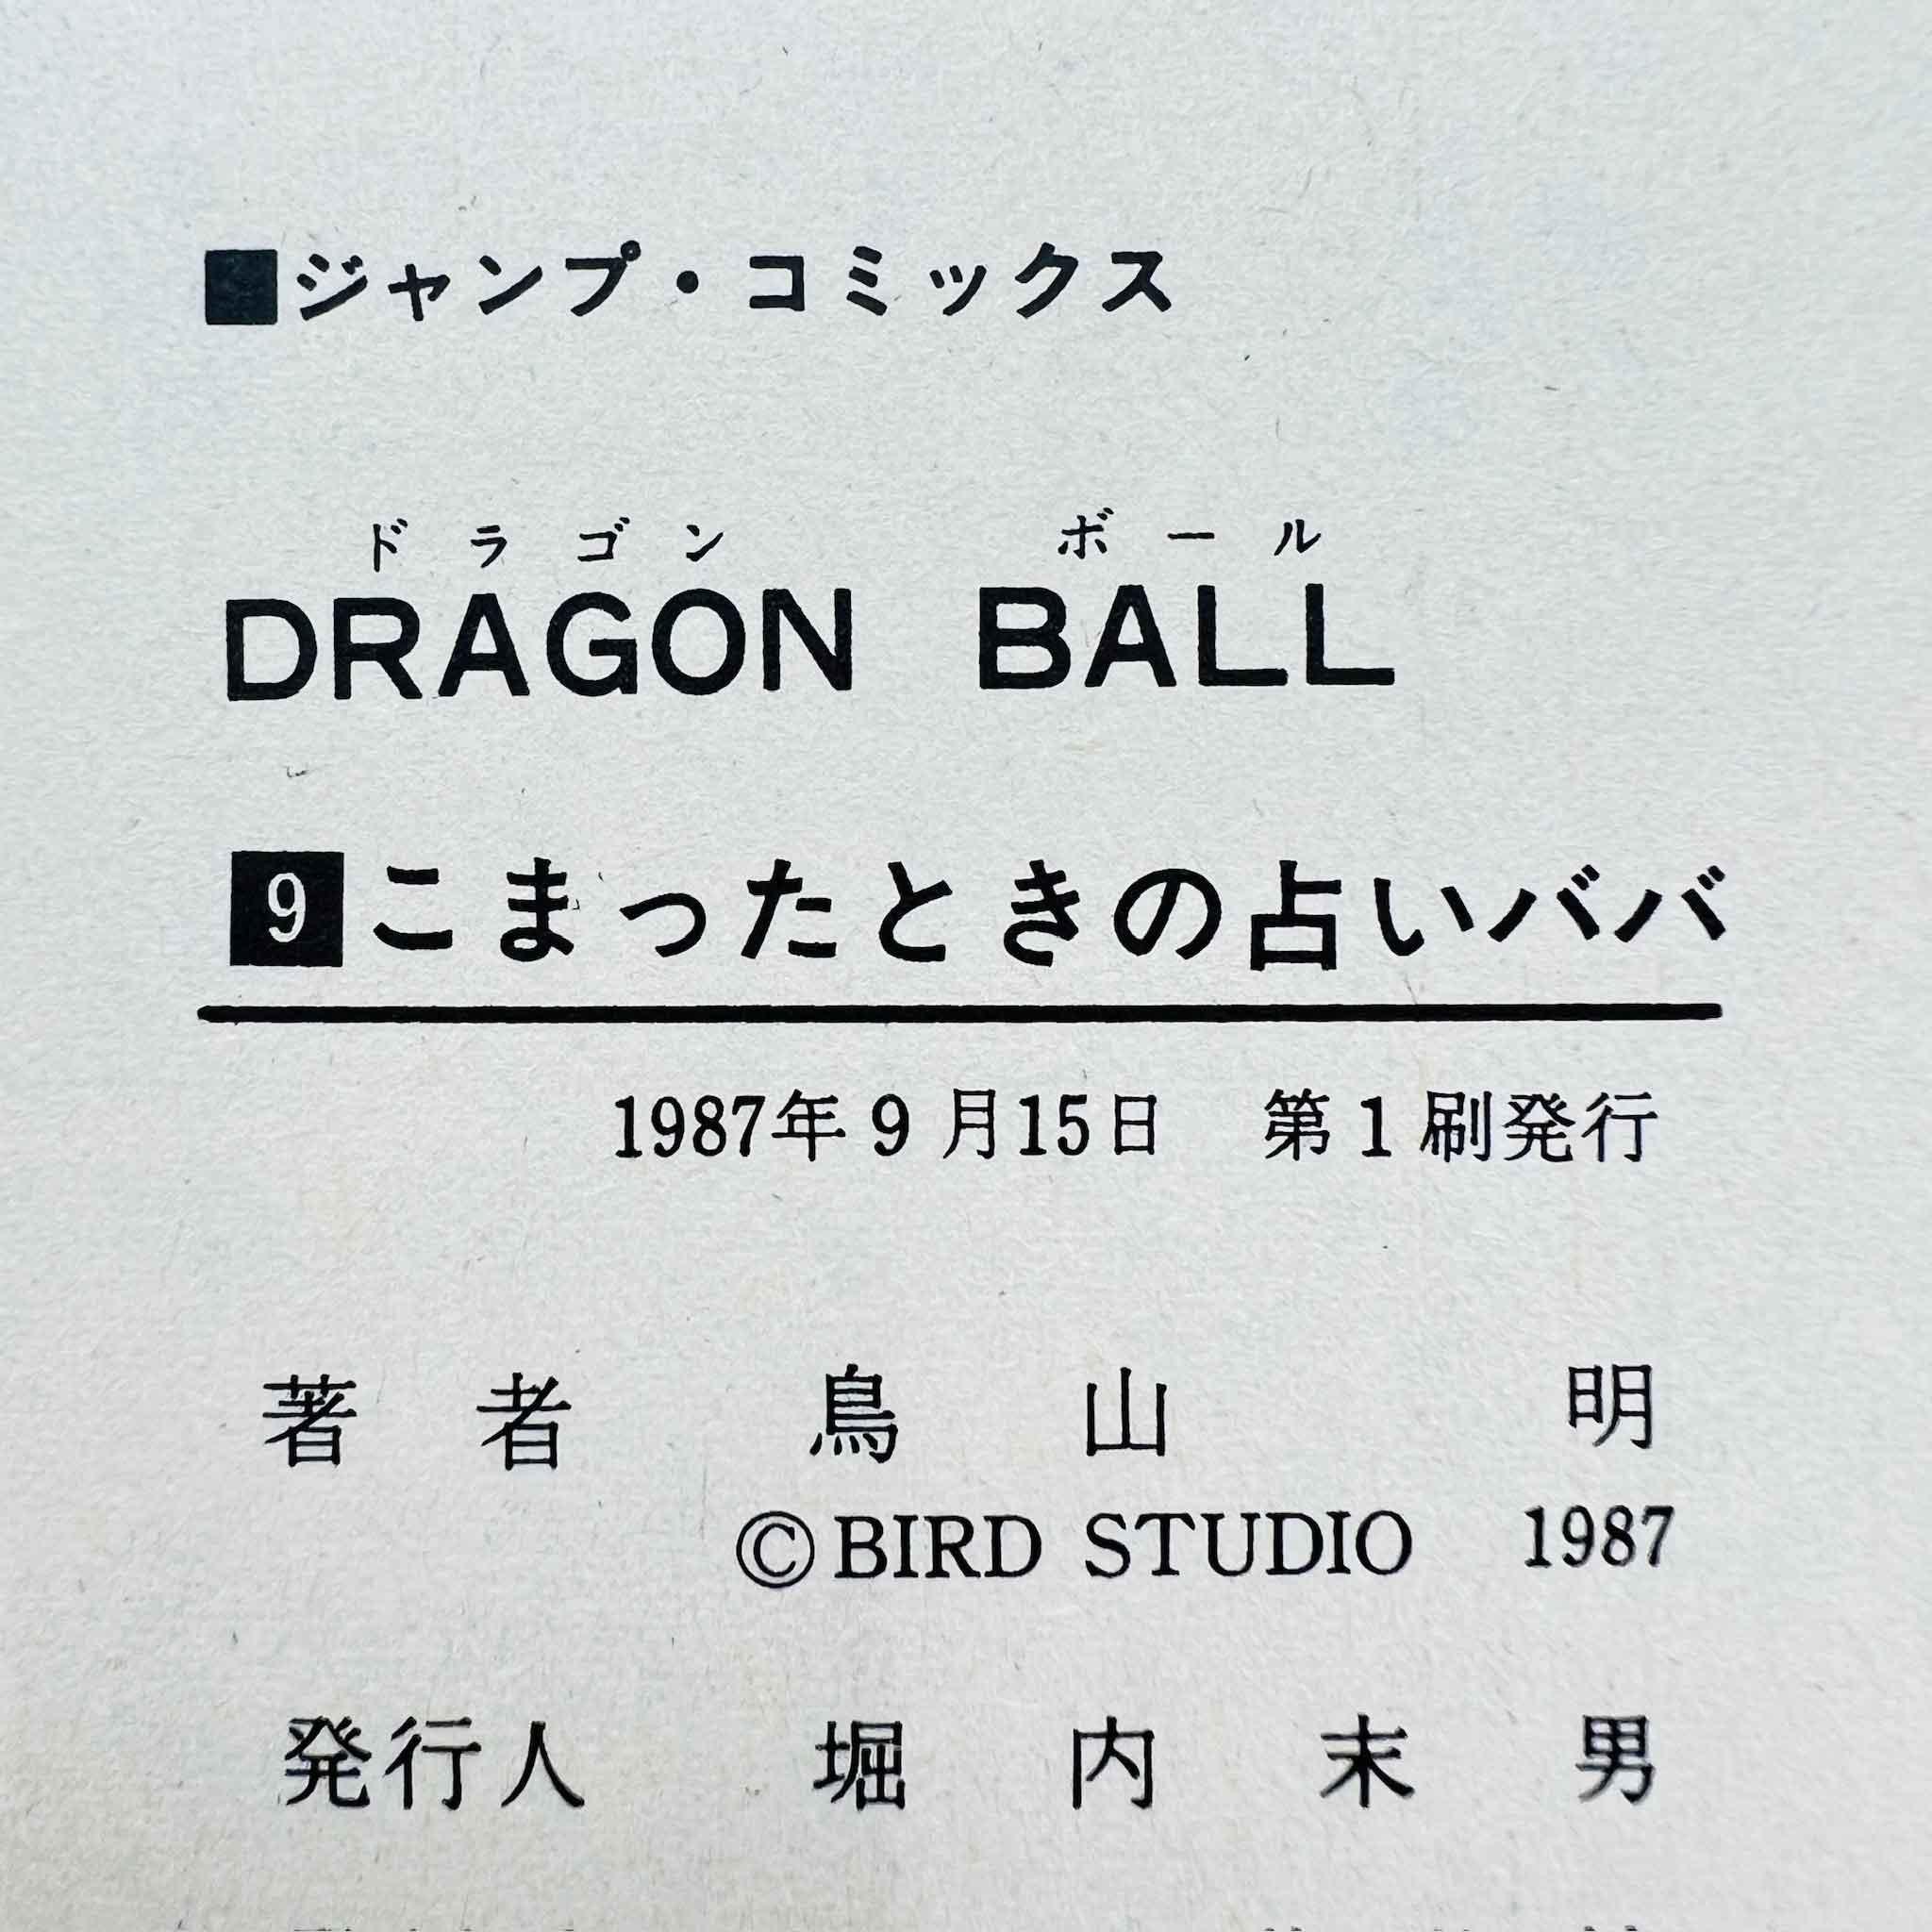 ■ジャンプ・コミックス
ドラゴン ボール
DRAGON BALL
9 こまったときの占いババ
1987年9月15日 第1刷発行
著者 鳥山 明
©BIRD STUDIO 1987
発行人 堀内末男